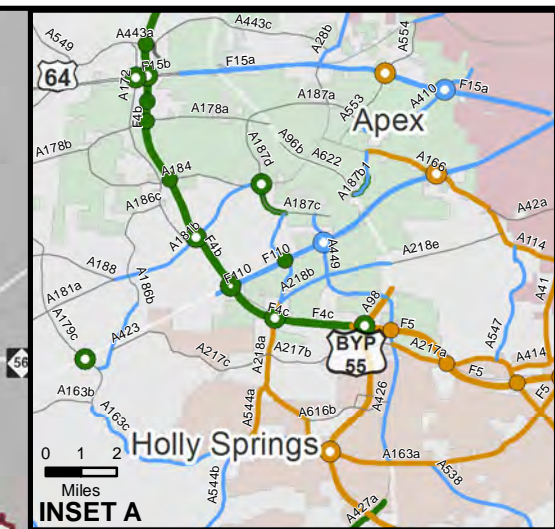 A443a
A443c
A549
A28b
A554
64
A172
F15b
F15a
F15a
A410
A187a
A553
F4b
A178a
Apex
A178b
A96b
A622
A187d
A187b1
A166
A184
A186c
A187c
A42a
A181b
F4b
A449
A114
A188
F110
A218e
A186b
F110
A218b
A41
A181a
A98
A179c
A423
F4c
F4c
F5
A547
56
BYP
55
A217a
A414
A217c
A218a
A217b
F5
F5
A163b
A544a
A616b
A426
A163c
Holly Springs
A163a
0 1 2
Miles
A544b
A538
A427a
INSET A